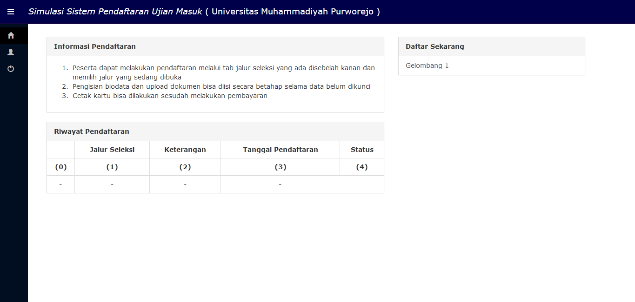 Simulasi Sistem Pendaftaran Ujian Masuk ( Universitas Muhammadiyah Purworejo )
Informasi Pendaftaran
1. Peserta dapat melakukan pendaftaran melalui tab jalur seleksi yang ada disebelah kanan dan
memilih jalur yang sedang dibuka
2. Pengisian biodata dan upload dokumen bisa diisi secara betahap selama data belum dikunci
3. Cetak kartu bisa dilakukan sesudah melakukan pembayaran
Daftar Sekarang
Gelombang 1
Riwayat Pendaftaran
Jalur Seleksi Keterangan Tanggal Pendaftaran Status
(0) (1) (2) (3) (4)
- - - -